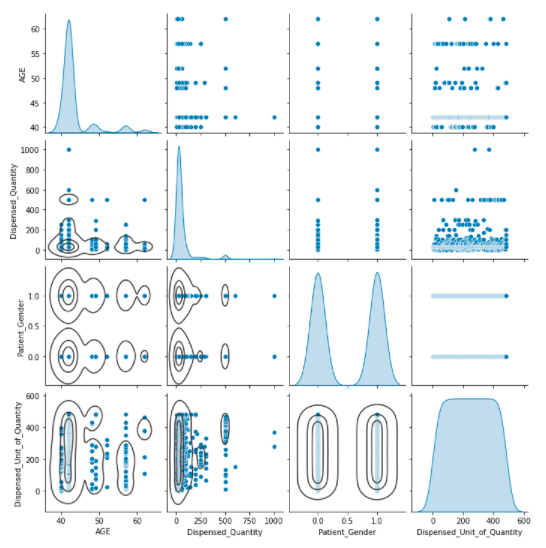 60
55
50
45
40
AGE
1000
800
600
400
200
0
Dispensed_Quantity
1.0
0.5
0.0
Patient_Gender
600
400
200
0
Dispensed_Unit_of_Quantity
40 50 60
AGE
0 250 500 750 1000
Dispensed_Quantity
0.0 0.5 1.0
Patient_Gender
0 200 400 600
Dispensed_Unit_of_Quantity